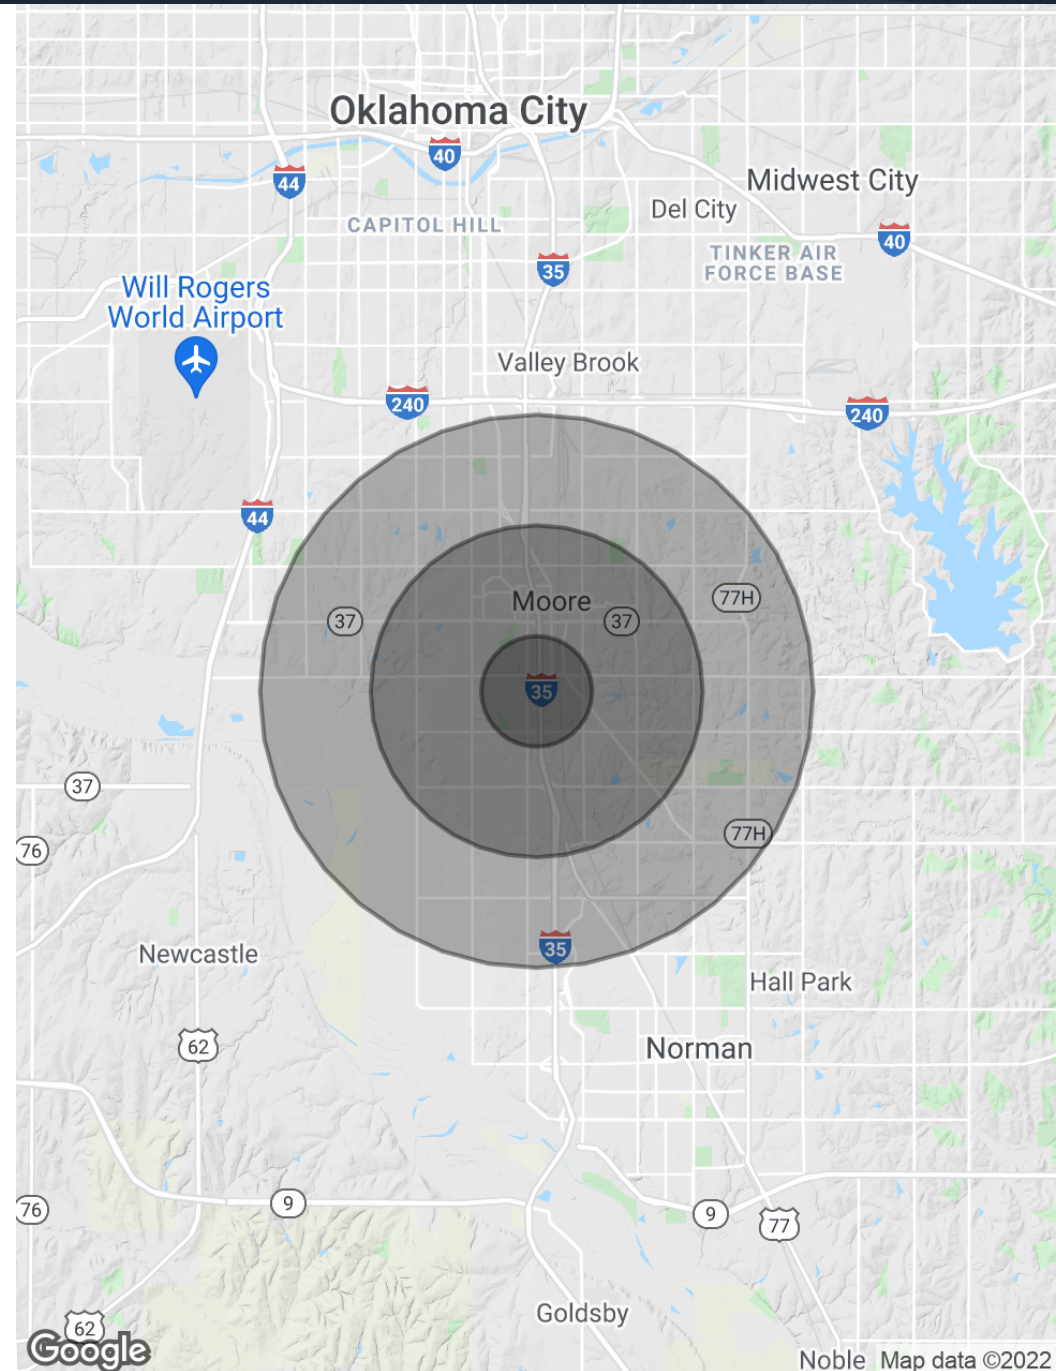 Oklahoma City
40
44
Midwest City
Del City
CAPITOL HILL
40
TINKER AIR
FORCE BASE
35
Will Rogers
World Airport
Valley Brook
240
240
44
Moore
77H
37
37
35
37
77H
76
35
Newcastle
Hall Park
62
Norman
9
76
9
77
Goldsby
62
Google
Noble
Map data ©2022